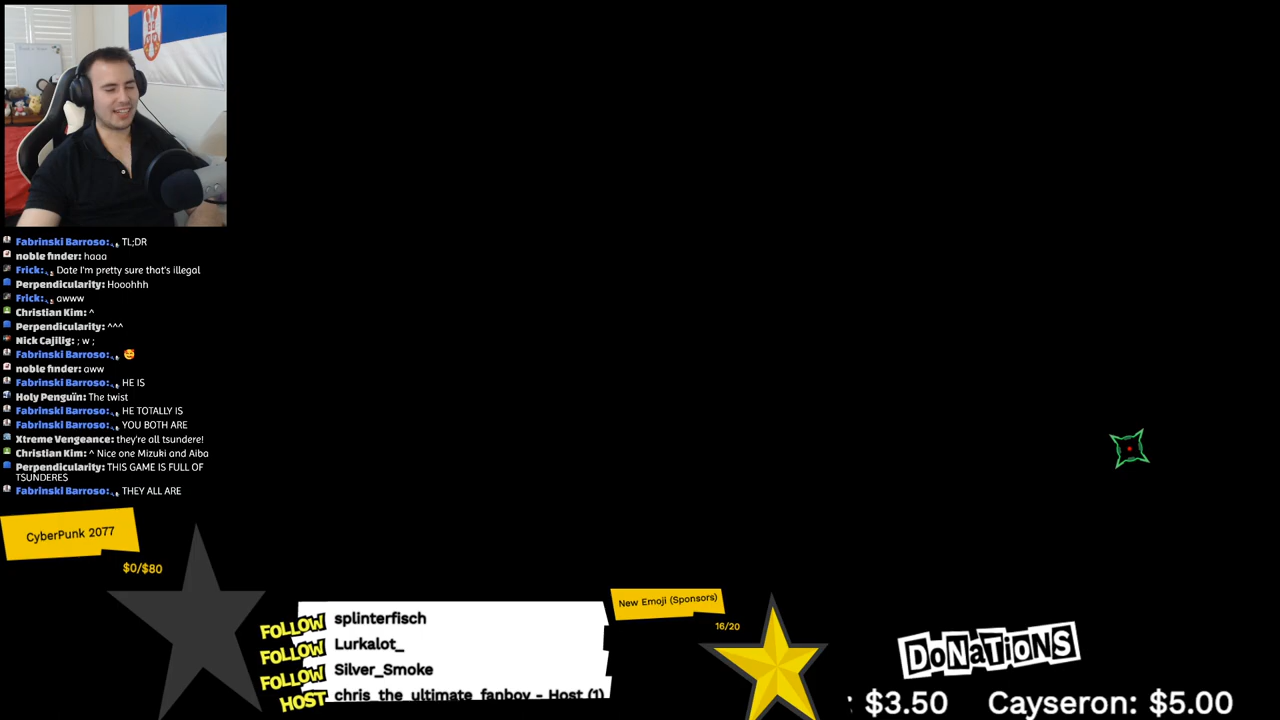 Fabrinski Barroso: TL;DR
noble finder: haaa
Frick: Date I'm pretty sure that's illegal
Perpendicularity: Hooohhh
Frick: awww
Christian Kim: ^
Perpendicularity: ^^^
Nick Cajilig: ; w ;
Fabrinski Barroso: 🥰
noble finder: aww
Fabrinski Barroso: HE IS
Holy Penguïn: The twist
Fabrinski Barroso: HE TOTALLY IS
Fabrinski Barroso: YOU BOTH ARE
Xtreme Vengeance: they're all tsundere!
Christian Kim: ^ Nice one Mizuki and Aiba
Perpendicularity: THIS GAME IS FULL OF
TSUNDERES
Fabrinski Barroso: THEY ALL ARE
CyberPunk 2077
$0/$80
FOLLOW splinterfisch
FOLLOW Lurkalot_
FOLLOW Silver_Smoke
HOST chris_the_ultimate_fanboy - Host (1)
New Emoji (Sponsors)
16/20
DoNaTiONS
: $3.50 Cayseron: $5.00